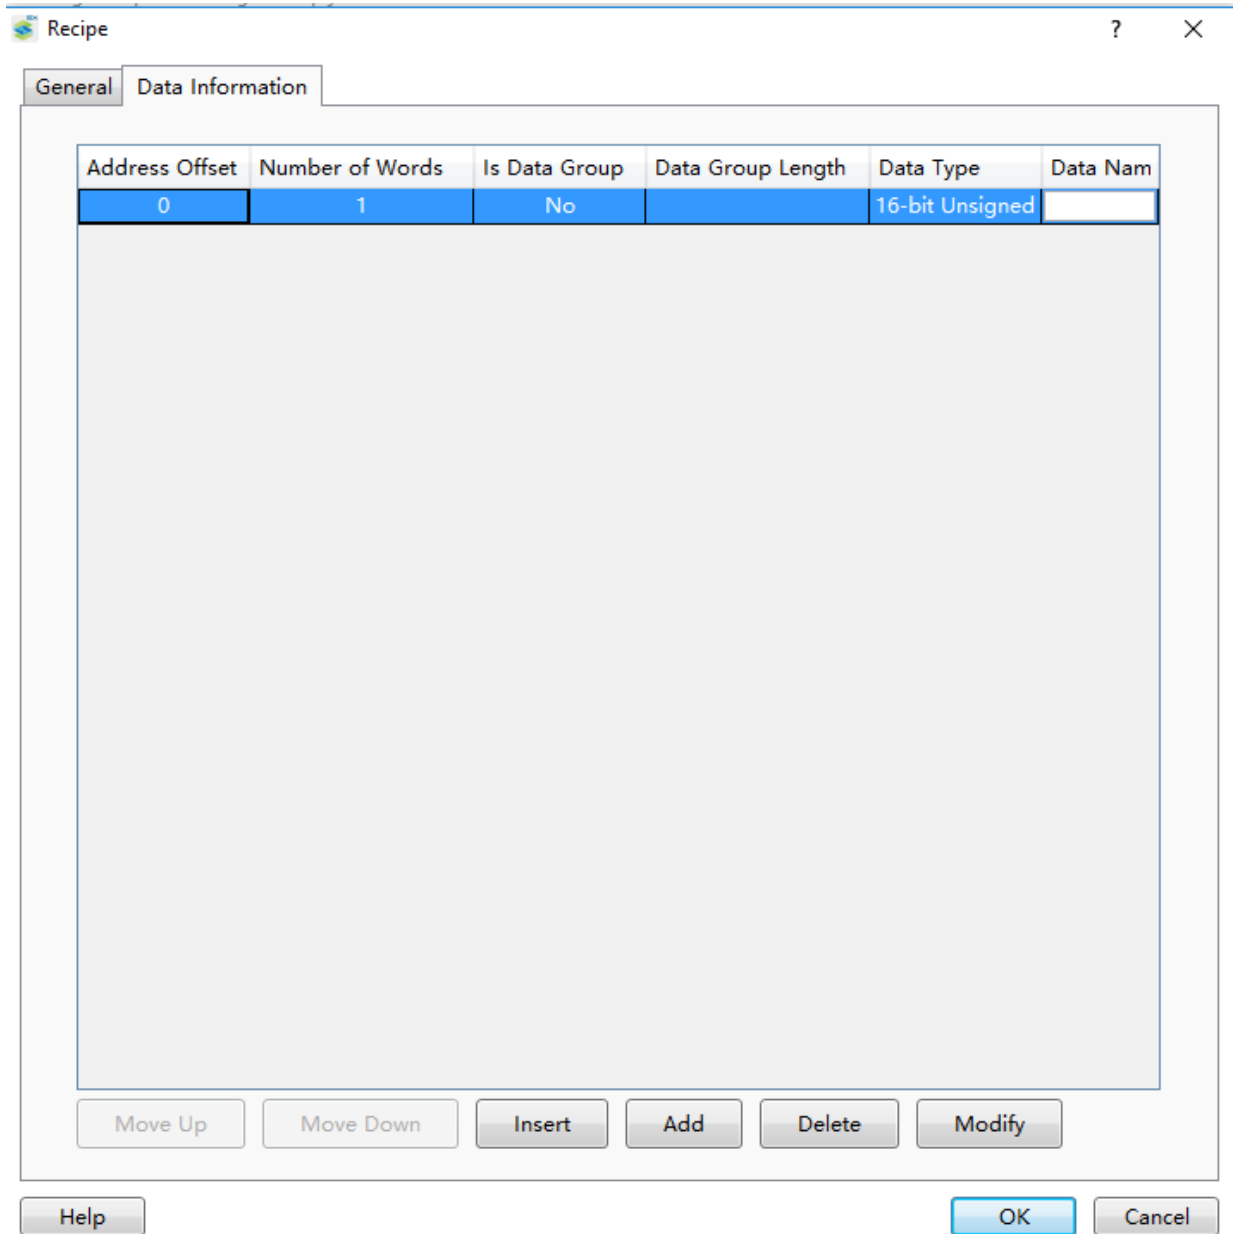 Recipe ? ×
General Data Information
Address Offset Number of Words Is Data Group Data Group Length Data Type Data Nam
0 1 No 16-bit Unsigned
Move Up Move Down Insert Add Delete Modify
Help OK Cancel